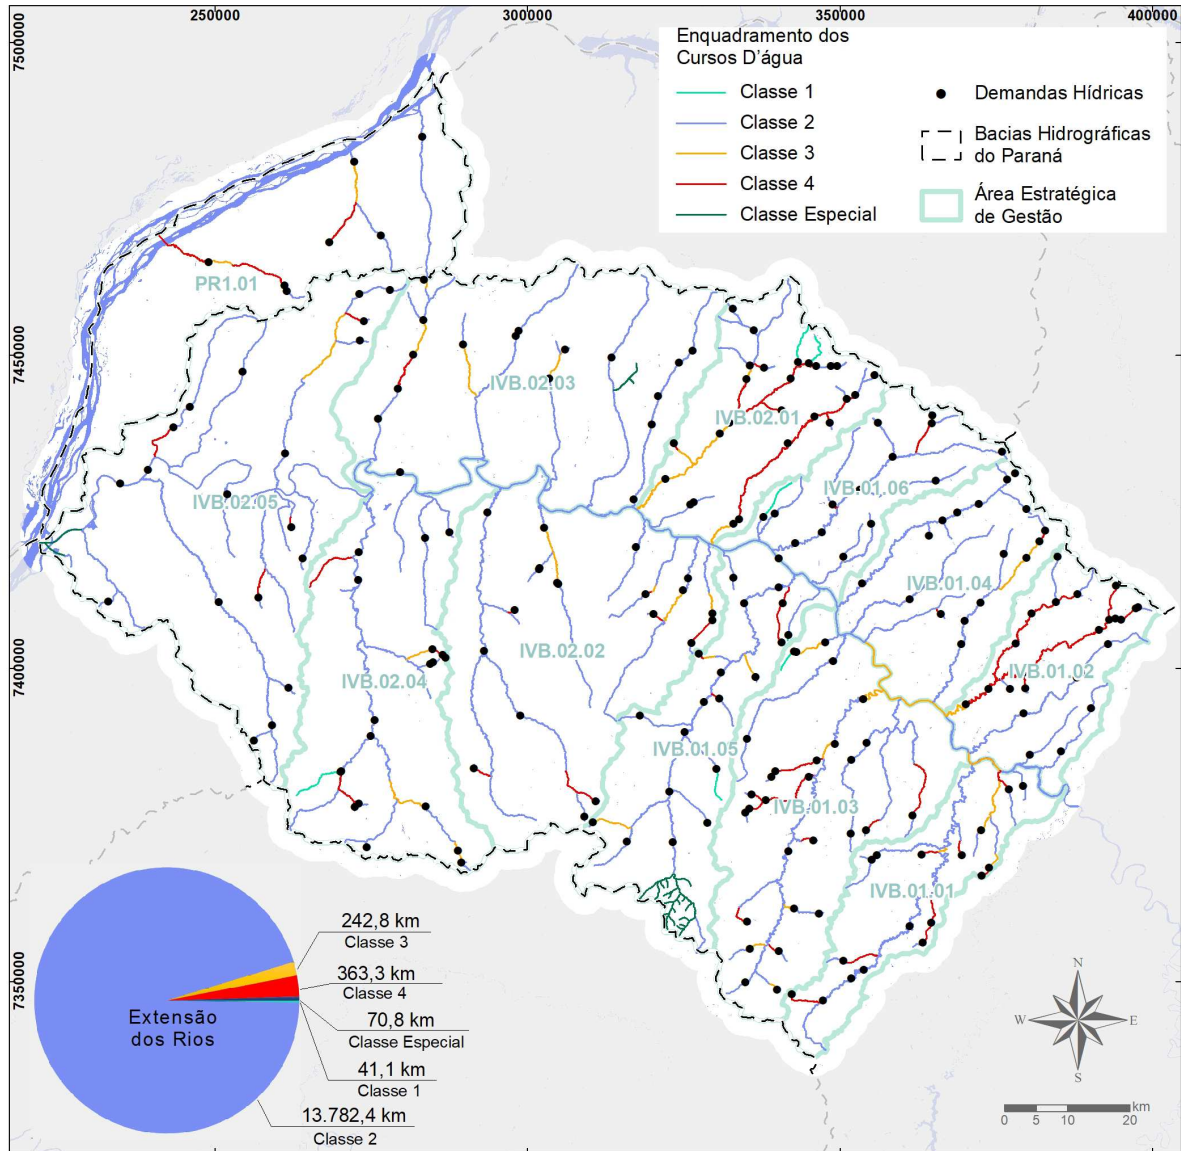 250000
300000
350000
400000
7500000
7450000
7400000
7350000
Enquadramento dos
Cursos D'água
Classe 1
Classe 2
Classe 3
Classe 4
Classe Especial
Demandas Hídricas
Bacias Hidrográficas
do Paraná
Área Estratégica
de Gestão
PR1.01
IVB.02.03
IVB.02.01
IVB.02.05
IVB.01.06
IVB.01.04
IVB.02.02
IVB.02.04
IVB.01.02
IVB.01.05
IVB.01.03
IVB.01.01
242,8 km
Classe 3
363,3 km
Classe 4
70,8 km
Classe Especial
41,1 km
Classe 1
13.782,4 km
Classe 2
Extensão
dos Rios
N
W
E
S
km
0
5
10
20